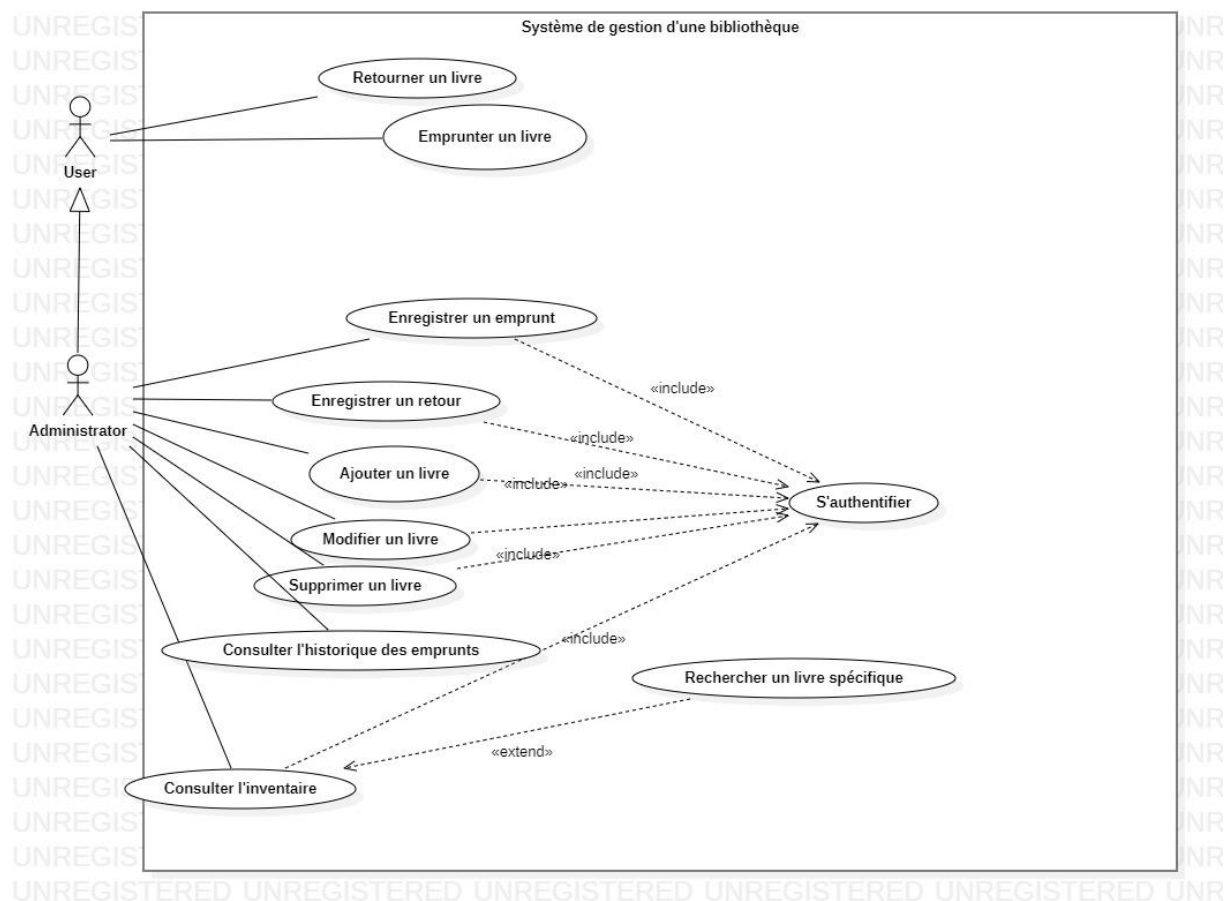 Système de gestion d'une bibliothèque
Retourner un livre
Emprunter un livre
User
Enregistrer un emprunt
«include»
Enregistrer un retour
Administrator
«include»
Ajouter un livre
«include»
«include»
S'authentifier
Modifier un livre
«include»
Supprimer un livre
«include»
Consulter l'historique des emprunts
Rechercher un livre spécifique
«extend»
Consulter l'inventaire
UNREGISTERED UNREGISTERED UNREGISTERED UNREGISTERED UNREGISTERED UNR